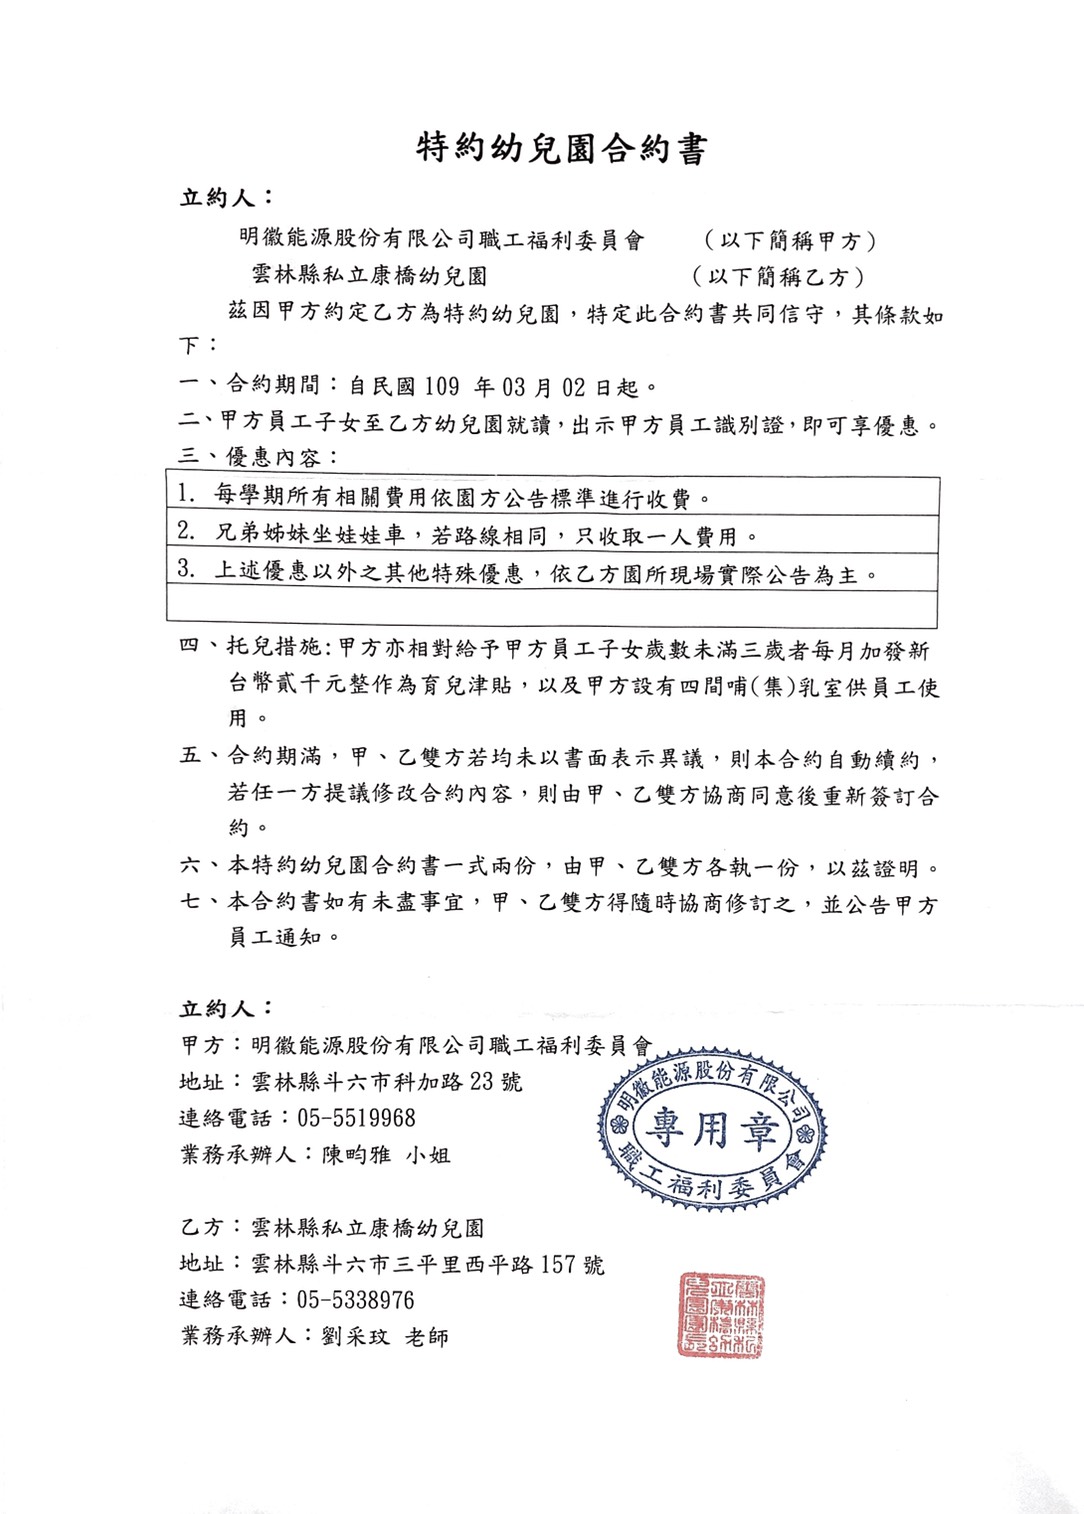 特約幼兒園合約書
立約人：
明徽能源股份有限公司職工福利委員會 （以下簡稱甲方）
雲林縣私立康橋幼兒園 （以下簡稱乙方）
茲因甲方約定乙方為特約幼兒園，特定此合約書共同信守，其條款如
下：
一、合約期間：自民國 109 年 03 月 02 日起。
二、甲方員工子女至乙方幼兒園就讀，出示甲方員工識別證，即可享優惠。
三、優惠內容：
1. 每學期所有相關費用依園方公告標準進行收費。
2. 兄弟姊妹坐娃娃車，若路線相同，只收取一人費用。
3. 上述優惠以外之其他特殊優惠，依乙方園所現場實際公告為主。
四、托兒措施:甲方亦相對給予甲方員工子女歲數未滿三歲者每月加發新
台幣貳千元整作為育兒津貼，以及甲方設有四間哺(集)乳室供員工使
用。
五、合約期滿，甲、乙雙方若均未以書面表示異議，則本合約自動續約，
若任一方提議修改合約內容，則由甲、乙雙方協商同意後重新簽訂合
約。
六、本特約幼兒園合約書一式兩份，由甲、乙雙方各執一份，以茲證明。
七、本合約書如有未盡事宜，甲、乙雙方得隨時協商修訂之，並公告甲方
員工通知。
立約人：
甲方：明徽能源股份有限公司職工福利委員會
地址：雲林縣斗六市科加路 23 號
連絡電話：05-5519968
業務承辦人：陳畇雅 小姐
明徽能源股份有限公司
專用章
職工福利委員會
乙方：雲林縣私立康橋幼兒園
地址：雲林縣斗六市三平里西平路 157 號
連絡電話：05-5338976
業務承辦人：劉采玟 老師